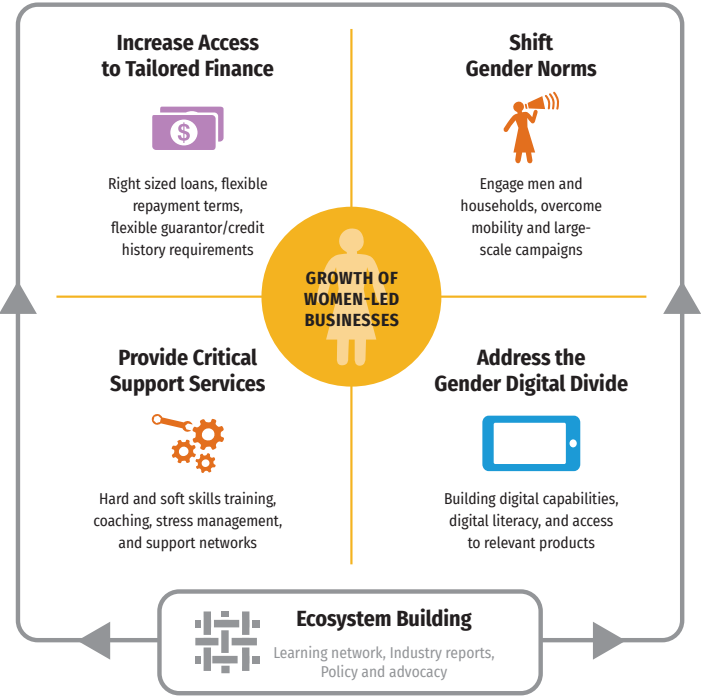 Increase Access
to Tailored Finance
$
Right sized loans, flexible
repayment terms,
flexible guarantor/credit
history requirements
Shift
Gender Norms
Engage men and
households, overcome
mobility and large-
scale campaigns
GROWTH OF
WOMEN-LED
BUSINESSES
Provide Critical
Support Services
Hard and soft skills training,
coaching, stress management,
and support networks
Address the
Gender Digital Divide
Building digital capabilities,
digital literacy, and access
to relevant products
Ecosystem Building
Learning network, Industry reports,
Policy and advocacy